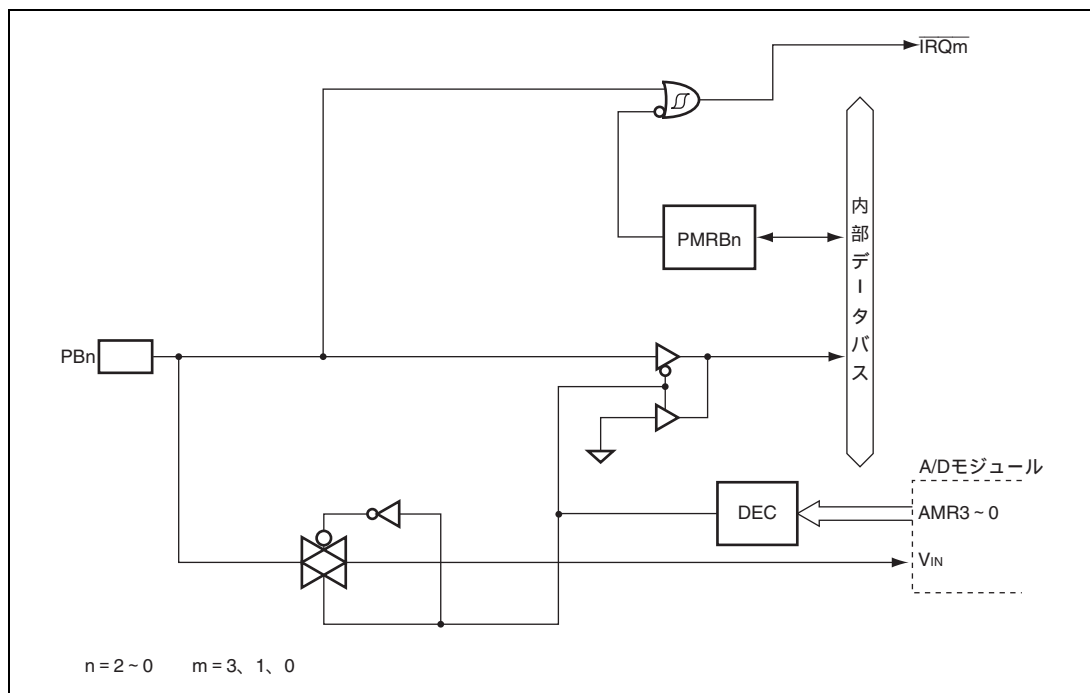 IRQm
PMRBn
内部データバス
PBn
A/Dモジュール
DEC
AMR3~0
VIN
n = 2~0 m = 3、1、0